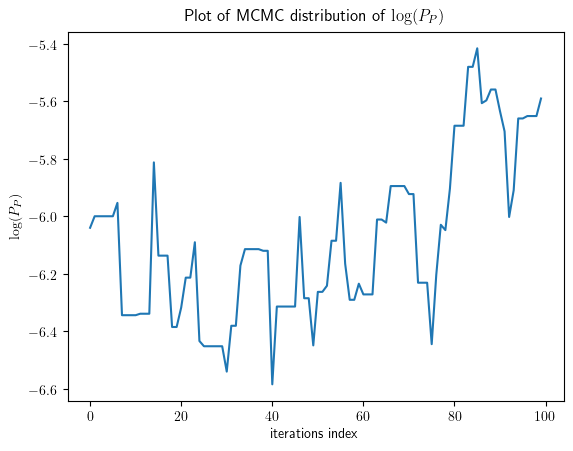 Plot of MCMC distribution of log(P_P)
log(P_P)
−5.4
−5.6
−5.8
−6.0
−6.2
−6.4
−6.6
0 20 40 60 80 100
iterations index